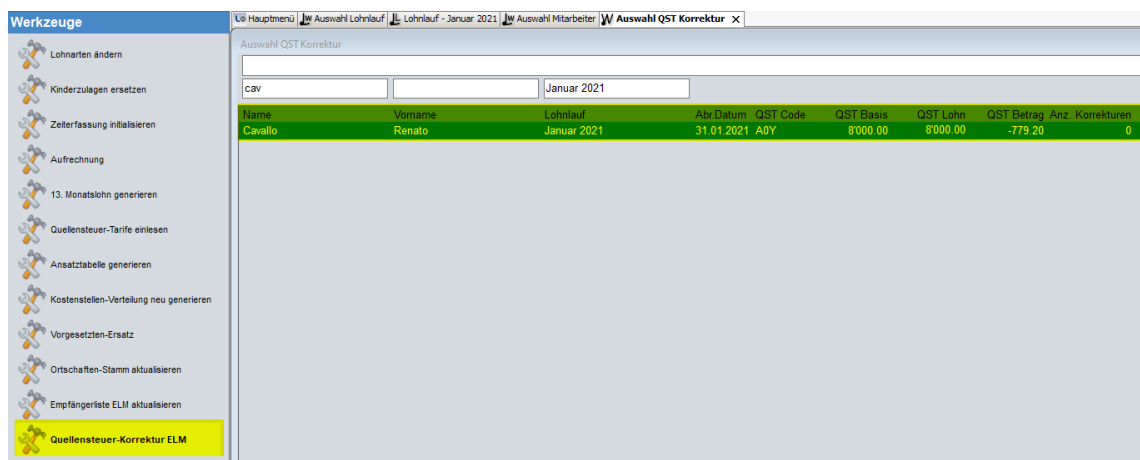 Werkzeuge
Lohnarten ändern
Kinderzulagen ersetzen
Zeiterfassung initialisieren
Aufrechnung
13. Monatslohn generieren
Quellensteuer-Tarife einlesen
Ansatztabelle generieren
Kostenstellen-Verteilung neu generieren
Vorgesetzten-Ersatz
Ortschaften-Stamm aktualisieren
Empfängerliste ELM aktualisieren
Quellensteuer-Korrektur ELM
Hauptmenü Auswahl Lohnlauf Lohnlauf - Januar 2021 Auswahl Mitarbeiter Auswahl QST Korrektur X
Auswahl QST Korrektur
cav Januar 2021
Name Vorname Lohnlauf Abr.Datum QST Code QST Basis QST Lohn QST Betrag Anz. Korrekturen
Cavallo Renato Januar 2021 31.01.2021 A0Y 8'000.00 8'000.00 -779.20 0